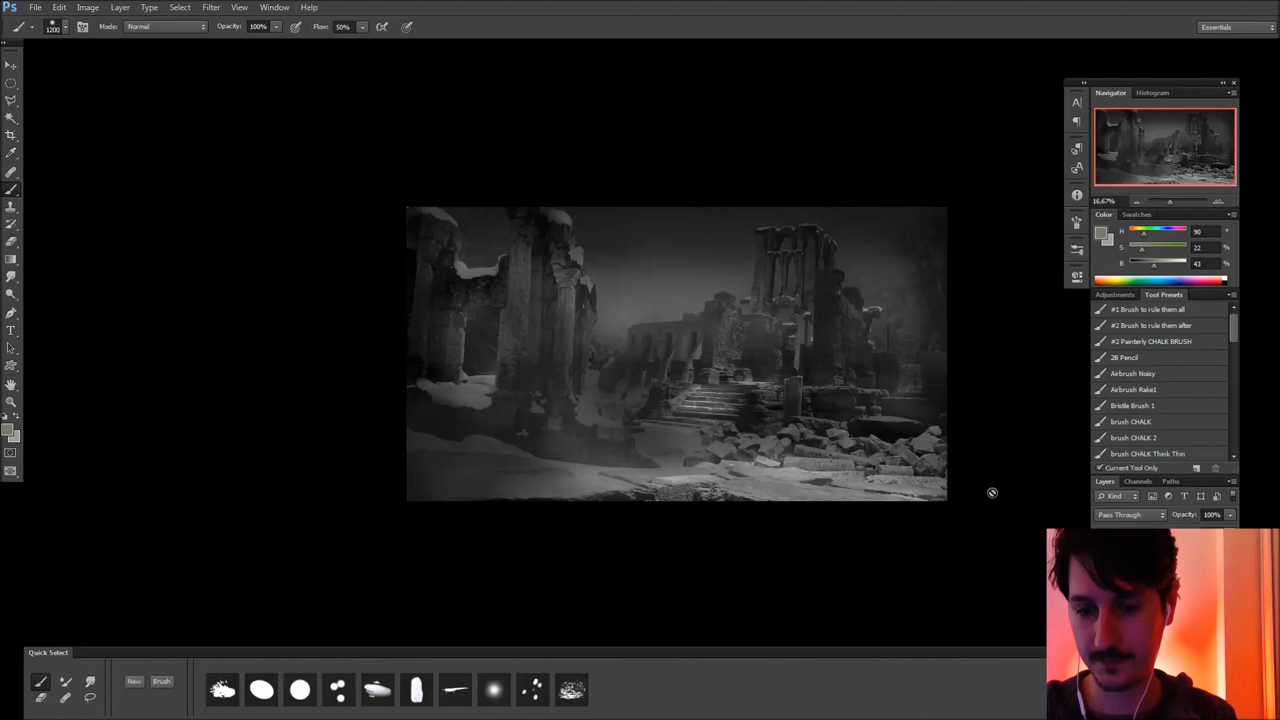 Ps File Edit Image Layer Type Select Filter View Window Help
1200 Mode: Normal Opacity: 100% Flow: 50% Essentials
Navigator Histogram
16.67%
Color Swatches
H 90 °
S 22 %
B 43 %
Adjustments Tool Presets
#1 Brush to rule them all
#2 Brush to rule them after
#2 Painterly CHALK BRUSH
2B Pencil
Airbrush Noisy
Airbrush Rake1
Bristle Brush 1
brush CHALK
brush CHALK 2
brush CHALK Think Thin
Current Tool Only
Layers Channels Paths
Kind
Pass Through Opacity: 100%
Quick Select
New Brush